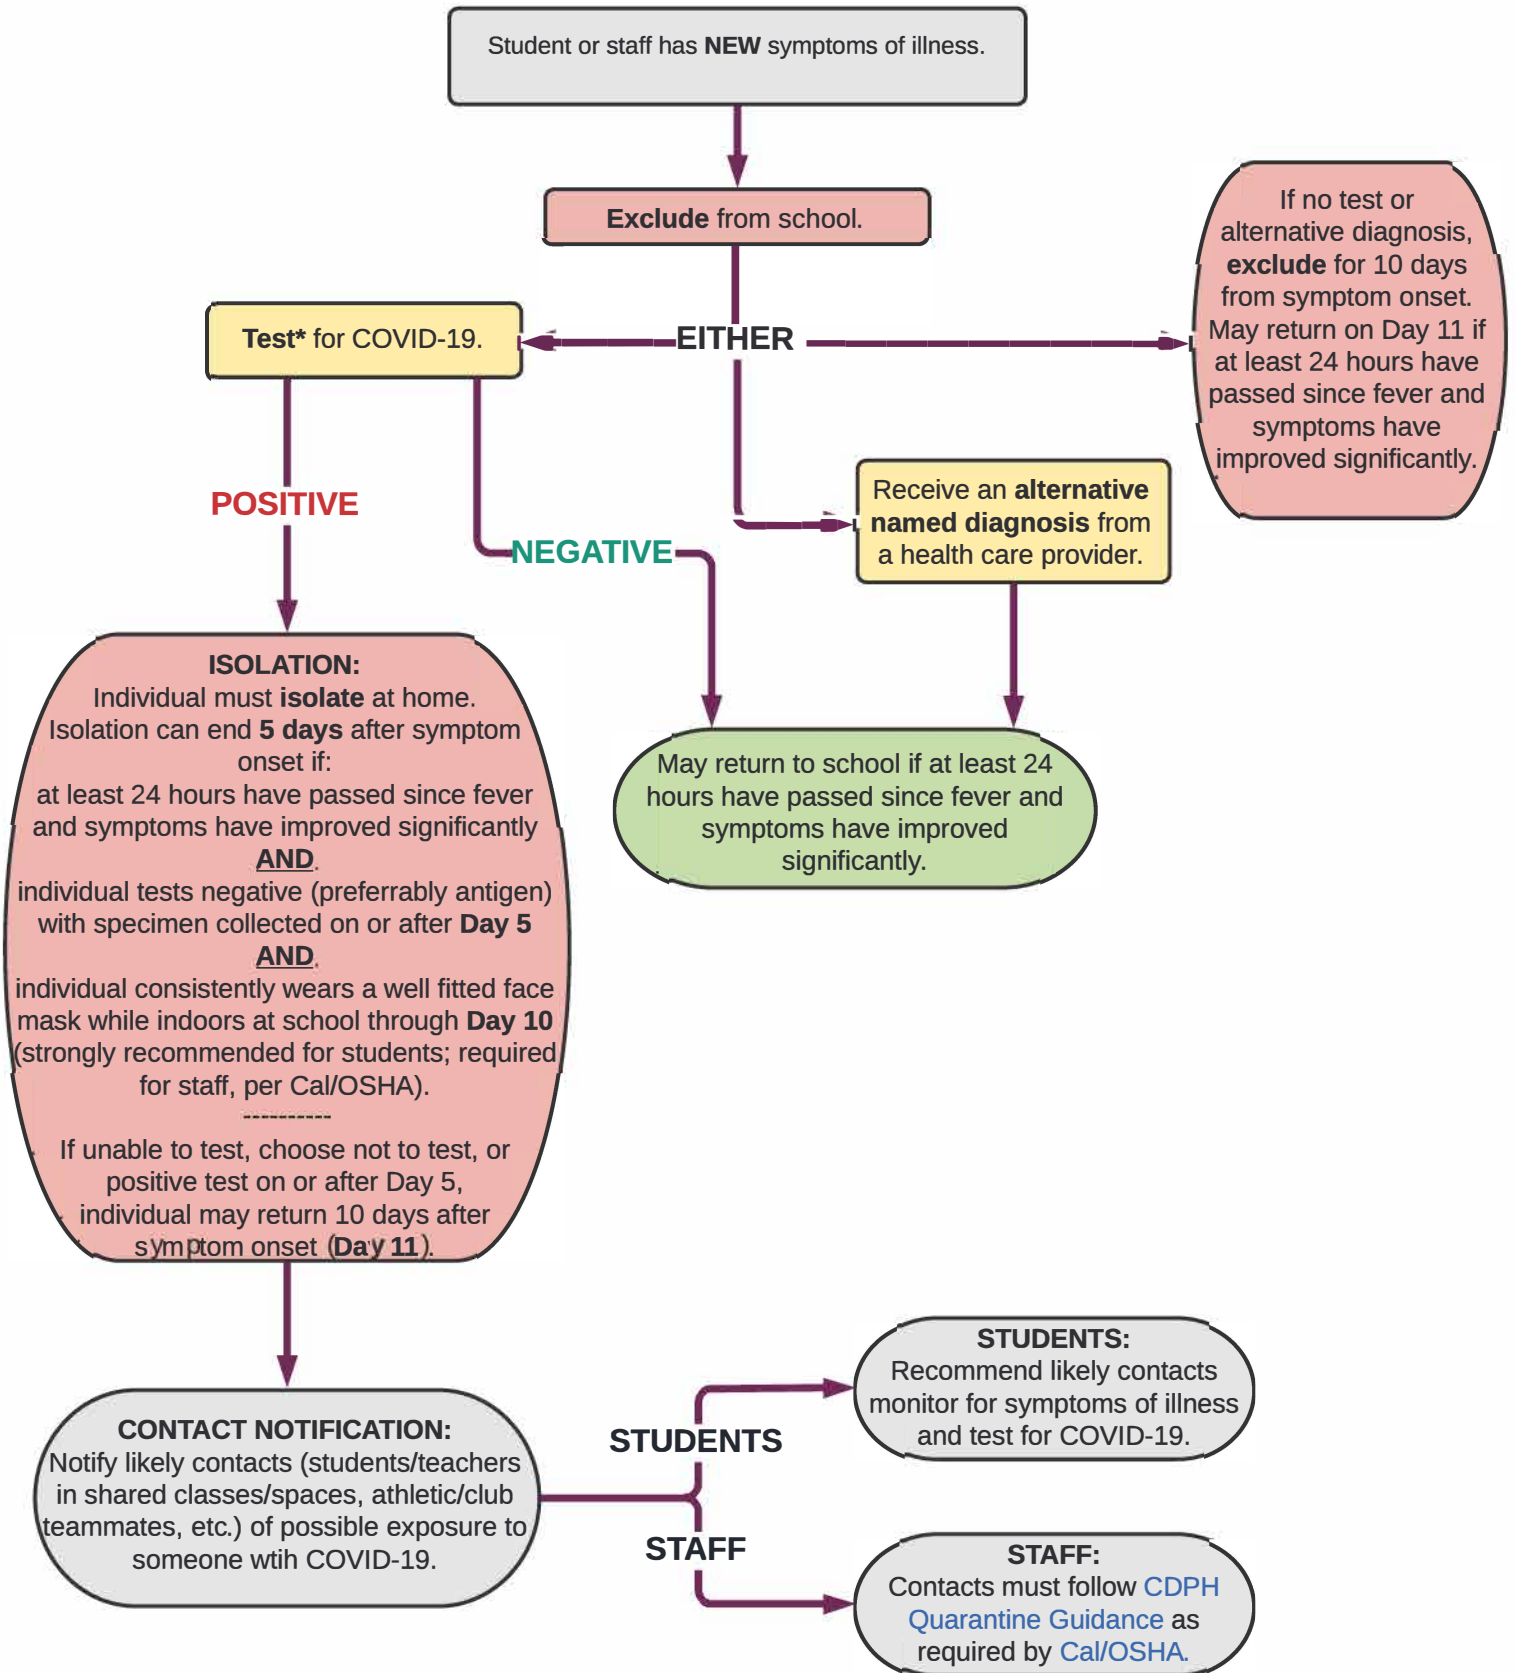 Student or staff has NEW symptoms of illness.
Exclude from school.
If no test or
alternative diagnosis,
exclude for 10 days
from symptom onset.
May return on Day 11 if
at least 24 hours have
passed since fever and
symptoms have
improved significantly.
Test* for COVID-19.
EITHER
Receive an alternative
named diagnosis from
a health care provider.
POSITIVE
NEGATIVE
ISOLATION:
Individual must isolate at home.
Isolation can end 5 days after symptom
onset if:
at least 24 hours have passed since fever
and symptoms have improved significantly
AND
individual tests negative (preferrably antigen)
with specimen collected on or after Day 5
AND
individual consistently wears a well fitted face
mask while indoors at school through Day 10
(strongly recommended for students; required
for staff, per Cal/OSHA).
----------
If unable to test, choose not to test, or
positive test on or after Day 5,
individual may return 10 days after
symptom onset (Day 11).
May return to school if at least 24
hours have passed since fever and
symptoms have improved
significantly.
CONTACT NOTIFICATION:
Notify likely contacts (students/teachers
in shared classes/spaces, athletic/club
teammates, etc.) of possible exposure to
someone wtih COVID-19.
STUDENTS
STUDENTS:
Recommend likely contacts
monitor for symptoms of illness
and test for COVID-19.
STAFF
STAFF:
Contacts must follow CDPH
Quarantine Guidance as
required by Cal/OSHA.